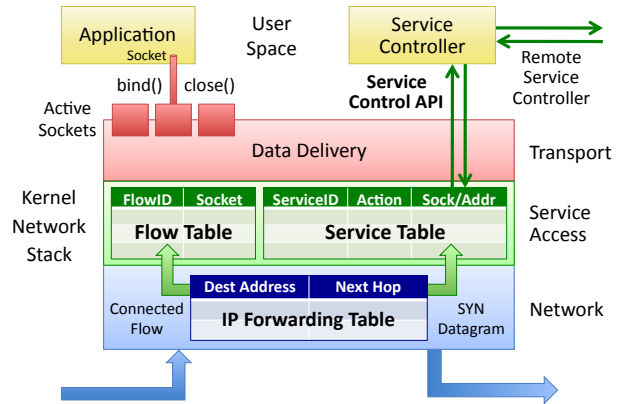 Application
Socket
User
Space
Service
Controller
bind()
close()
Service
Control API
Remote
Service
Controller
Active
Sockets
Data Delivery
Transport
Kernel
Network
Stack
FlowID
Socket
Flow Table
ServiceID
Action
Sock/Addr
Service Table
Service
Access
Dest Address
Next Hop
IP Forwarding Table
Connected
Flow
SYN
Datagram
Network